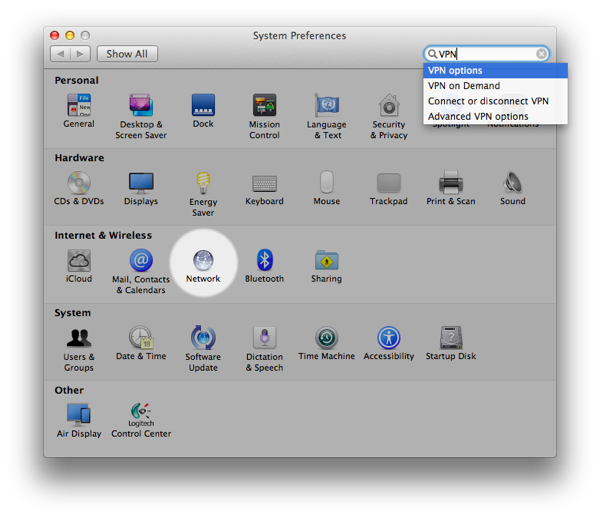 System Preferences
Show All
VPN
VPN options
VPN on Demand
Connect or disconnect VPN
Advanced VPN options
Personal
File
New
General
Desktop &
Screen Saver
Dock
Mission
Control
Language
& Text
Security
& Privacy
Spotlight
Notifications
Hardware
CDs & DVDs
Displays
Energy
Saver
Keyboard
Mouse
Trackpad
Print & Scan
Sound
Internet & Wireless
iCloud
Mail, Contacts
& Calendars
Network
Bluetooth
Sharing
System
Users &
Groups
Date & Time
Software
Update
Dictation
& Speech
Time Machine
Accessibility
Startup Disk
Other
Air Display
Logitech
Control Center